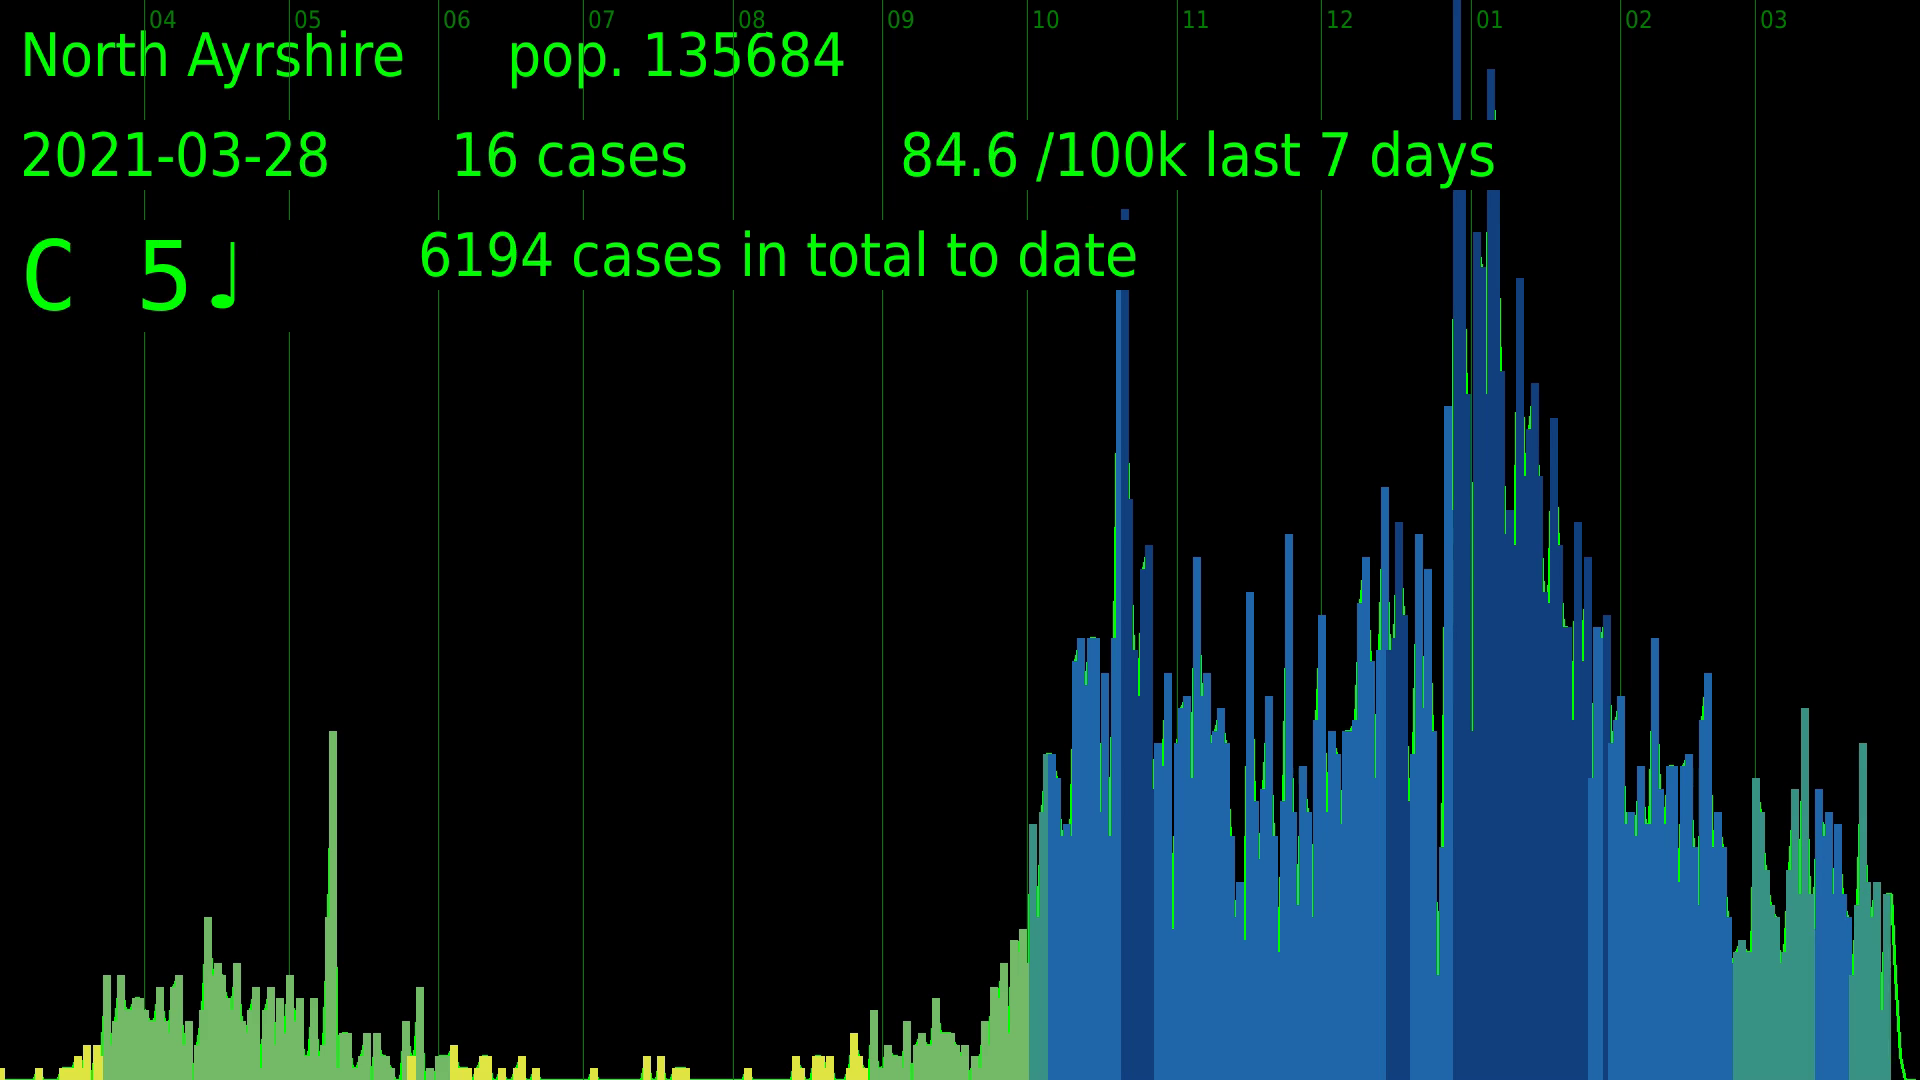 04 05 06 07 08 09 10 11 12 01 02 03
North Ayrshire pop. 135684
2021-03-28 16 cases 84.6 /100k last 7 days
C 5♩ 6194 cases in total to date